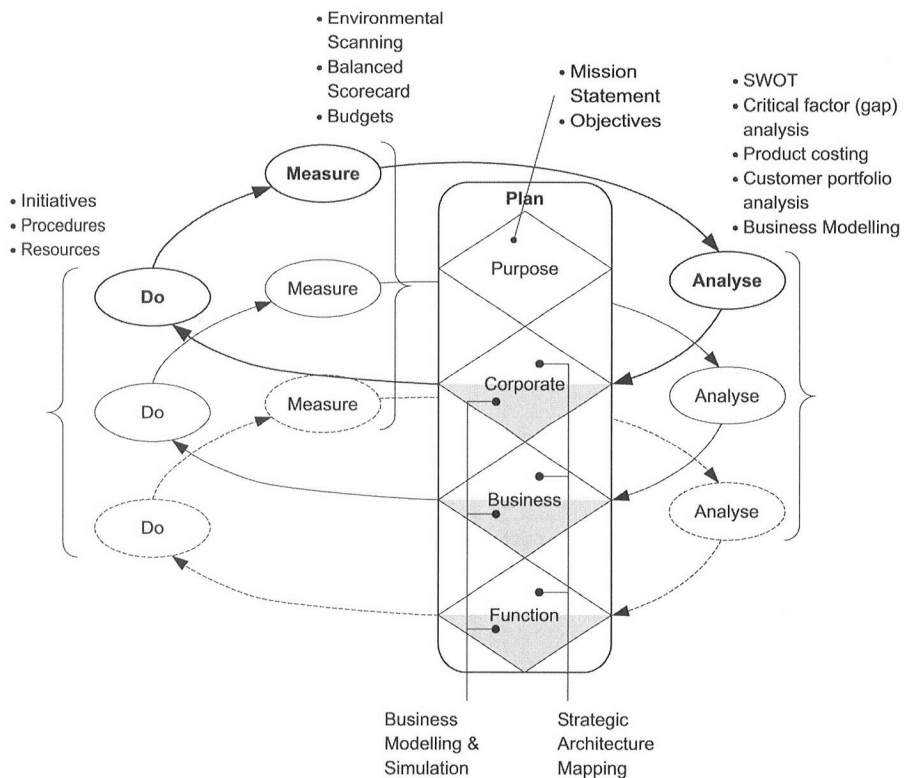 • Environmental
Scanning
• Balanced
Scorecard
• Budgets
• Mission
Statement
• Objectives
• SWOT
• Critical factor (gap)
analysis
• Product costing
• Customer portfolio
analysis
• Business Modelling
• Initiatives
• Procedures
• Resources
Measure
Plan
Purpose
Do
Measure
Analyse
Corporate
Do
Measure
Analyse
Business
Do
Analyse
Function
Business
Modelling &
Simulation
Strategic
Architecture
Mapping